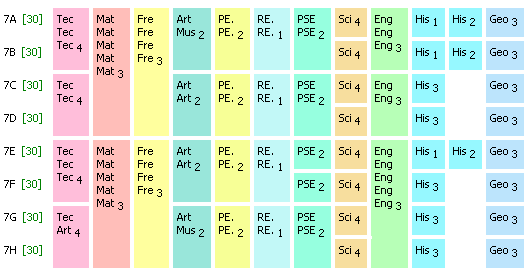 7A [30] Tec Mat Fre Art PE. RE. PSE Sci 4 Eng His 1 His 2 Geo 3
Tec Mat Fre Mus 2 PE. 2 RE. 1 PSE 2 Eng
Tec 4 Mat Fre Eng 3
7B [30] Fre 3 Mat Sci 4 His 1 His 2 Geo 3
Mat 3
7C [30] Tec Art PE. RE. PSE Sci 4 Eng His 3 Geo 3
Tec 4 Art 2 PE. 2 RE. 1 PSE 2 Eng 3
7D [30] Sci 4 His 3 Geo 3
7E [30] Tec Mat Fre Art PE. RE. PSE 2 Sci 4 Eng His 1 His 2 Geo 3
Tec Mat Fre Art 2 PE. 2 RE. 1 Eng
Tec 4 Mat Fre Eng
7F [30] Mat Fre 3 PSE 2 Sci 4 Eng His 3 Geo 3
Mat 3 Eng 3
7G [30] Tec Art PE. RE. PSE Sci 4 His 3 Geo 3
Art 4 Mus 2 PE. 2 RE. 1 PSE 2
7H [30] Sci 4 His 3 Geo 3